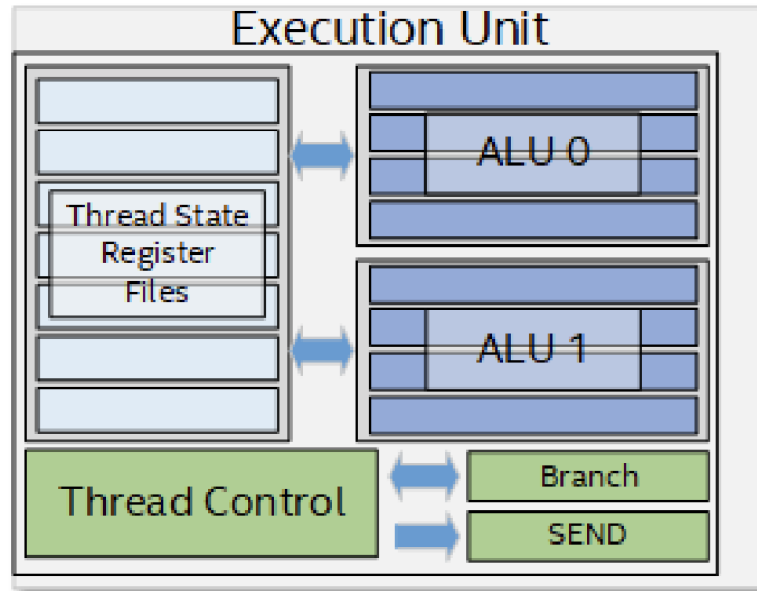 Execution Unit
Thread State
Register
Files
ALU 0
ALU 1
Thread Control
Branch
SEND